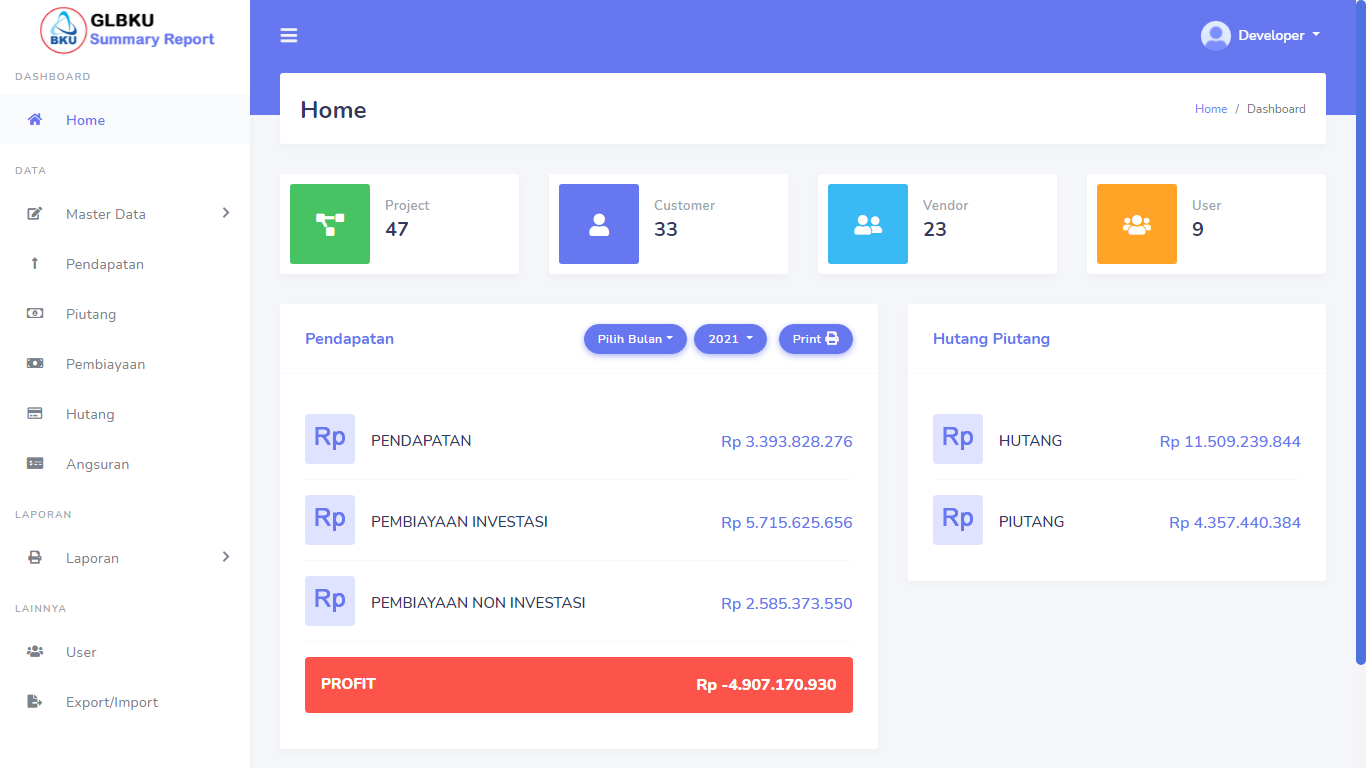 GLBKU
BKU
Summary Report
DASHBOARD
Home
DATA
Master Data
Pendapatan
Piutang
Pembiayaan
Hutang
Angsuran
LAPORAN
Laporan
LAINNYA
User
Export/Import
Developer
Home
Home / Dashboard
Project
47
Customer
33
Vendor
23
User
9
Pendapatan
Pilih Bulan
2021
Print
Rp PENDAPATAN Rp 3.393.828.276
Rp PEMBIAYAAN INVESTASI Rp 5.715.625.656
Rp PEMBIAYAAN NON INVESTASI Rp 2.585.373.550
PROFIT Rp -4.907.170.930
Hutang Piutang
Rp HUTANG Rp 11.509.239.844
Rp PIUTANG Rp 4.357.440.384